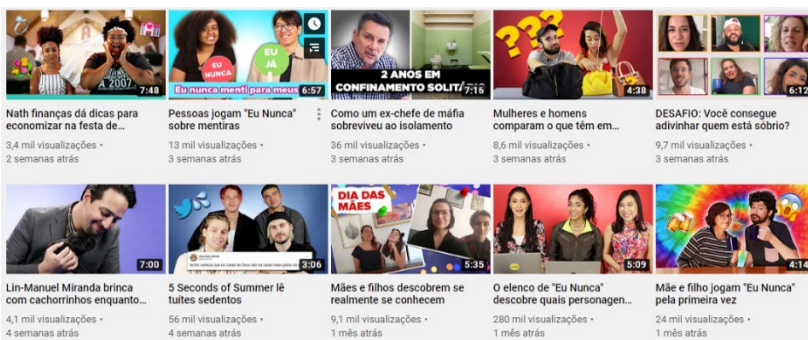 2007
7:48
EU NUNCA
EU JÁ
Eu nunca menti para meus
6:57
2 ANOS EM
CONFINAMENTO SOLIT
7:16
???
4:38
6:12
Nath finanças dá dicas para
economizar na festa de...
3,4 mil visualizações •
2 semanas atrás
Pessoas jogam "Eu Nunca"
sobre mentiras
13 mil visualizações •
3 semanas atrás
Como um ex-chefe de máfia
sobreviveu ao isolamento
36 mil visualizações •
3 semanas atrás
Mulheres e homens
comparam o que têm em...
8,6 mil visualizações •
3 semanas atrás
DESAFIO: Você consegue
adivinhar quem está sóbrio?
9,7 mil visualizações •
3 semanas atrás
7:00
3:06
DIA DAS
MÃES
5:35
5:09
4:14
Lin-Manuel Miranda brinca
com cachorrinhos enquanto...
4,1 mil visualizações •
4 semanas atrás
5 Seconds of Summer lê
tuítes sedentos
56 mil visualizações •
4 semanas atrás
Mães e filhos descobrem se
realmente se conhecem
9,1 mil visualizações •
1 mês atrás
O elenco de "Eu Nunca"
descobre quais personagen...
280 mil visualizações •
1 mês atrás
Mãe e filho jogam "Eu Nunca"
pela primeira vez
24 mil visualizações •
1 mês atrás